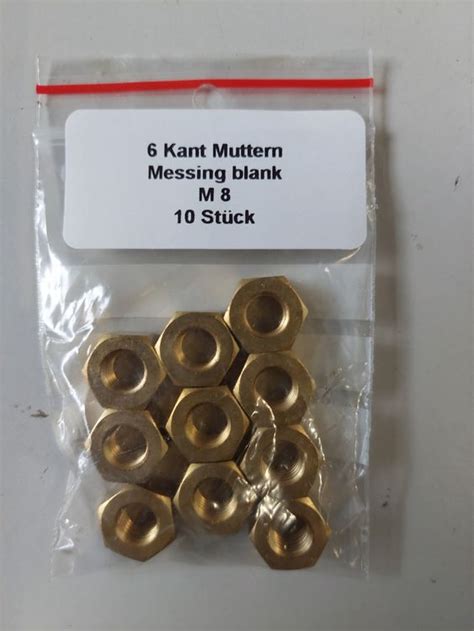 6 Kant Muttern
Messing blank
M 8
10 Stück